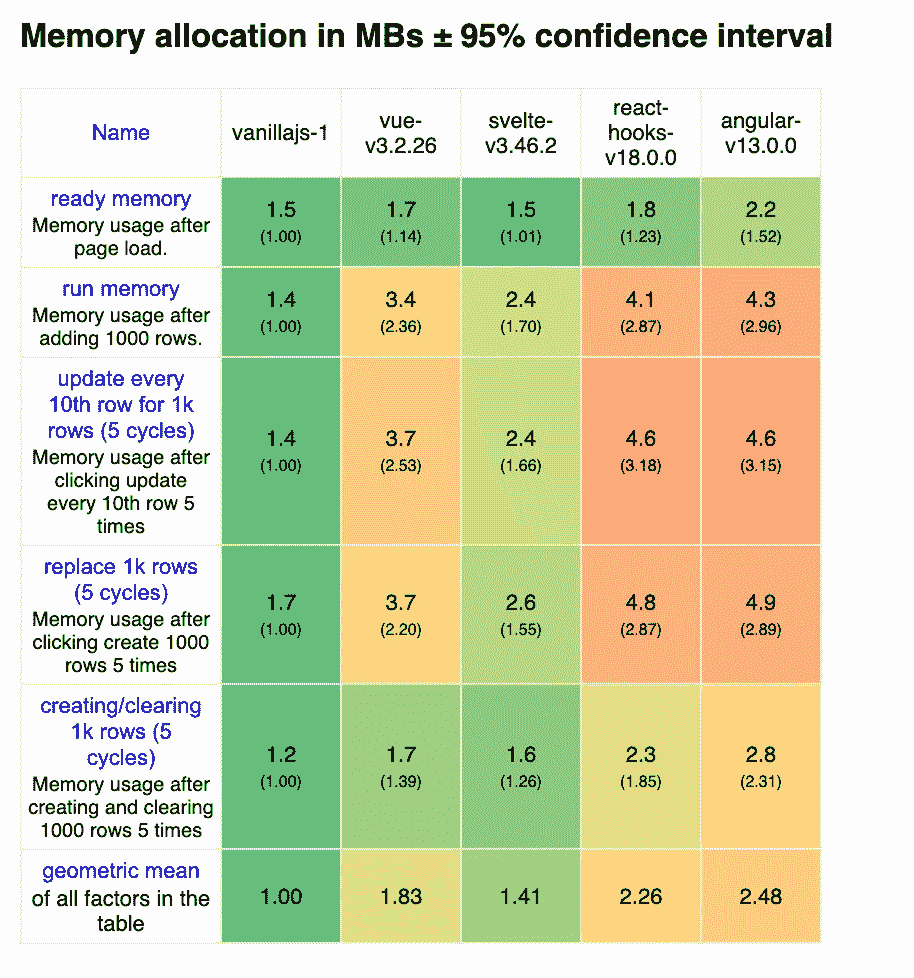 Memory allocation in MBs ± 95% confidence interval
Name
vanillajs-1
vue-
v3.2.26
svelte-
v3.46.2
react-
hooks-
v18.0.0
angular-
v13.0.0
ready memory
Memory usage after
page load.
1.5
(1.00)
1.7
(1.14)
1.5
(1.01)
1.8
(1.23)
2.2
(1.52)
run memory
Memory usage after
adding 1000 rows.
1.4
(1.00)
3.4
(2.36)
2.4
(1.70)
4.1
(2.87)
4.3
(2.96)
update every
10th row for 1k
rows (5 cycles)
Memory usage after
clicking update
every 10th row 5
times
1.4
(1.00)
3.7
(2.53)
2.4
(1.66)
4.6
(3.18)
4.6
(3.15)
replace 1k rows
(5 cycles)
Memory usage after
clicking create 1000
rows 5 times
1.7
(1.00)
3.7
(2.20)
2.6
(1.55)
4.8
(2.87)
4.9
(2.89)
creating/clearing
1k rows (5
cycles)
Memory usage after
creating and clearing
1000 rows 5 times
1.2
(1.00)
1.7
(1.39)
1.6
(1.26)
2.3
(1.85)
2.8
(2.31)
geometric mean
of all factors in the
table
1.00
1.83
1.41
2.26
2.48